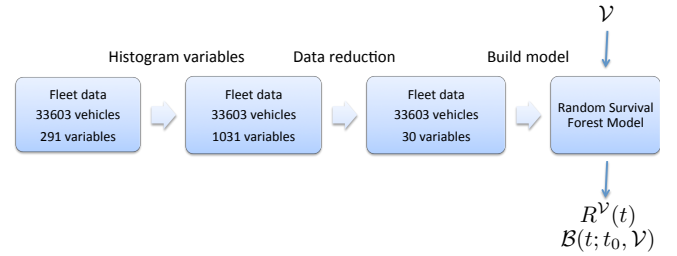 𝒱
Histogram variables
Data reduction
Build model
Fleet data
33603 vehicles
291 variables
Fleet data
33603 vehicles
1031 variables
Fleet data
33603 vehicles
30 variables
Random Survival
Forest Model
R^𝒱(t)
ℬ(t; t₀, 𝒱)